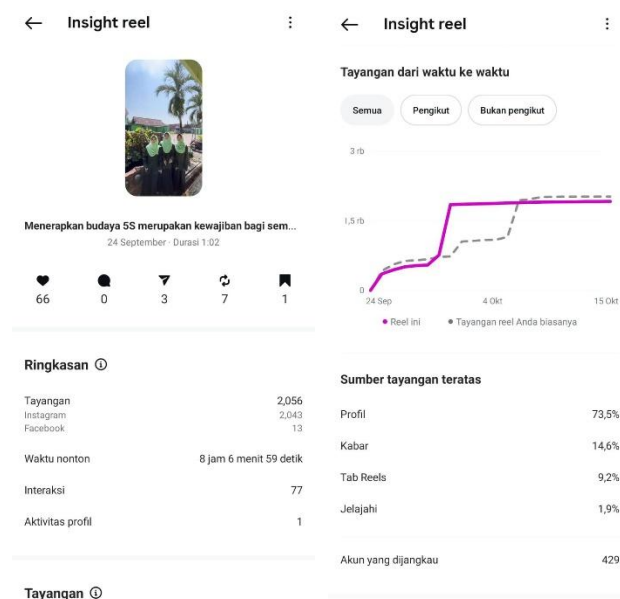 Insight reel
Menerapkan budaya 5S merupakan kewajiban bagi sem...
24 September · Durasi 1:02
66 0 3 7 1
Ringkasan
Tayangan 2,056
Instagram 2,043
Facebook 13
Waktu nonton 8 jam 6 menit 59 detik
Interaksi 77
Aktivitas profil 1
Tayangan
Insight reel
Tayangan dari waktu ke waktu
Semua Pengikut Bukan pengikut
3 rb
1,5 rb
0
24 Sep 4 Okt 15 Okt
Reel ini Tayangan reel Anda biasanya
Sumber tayangan teratas
Profil 73,5%
Kabar 14,6%
Tab Reels 9,2%
Jelajahi 1,9%
Akun yang dijangkau 429